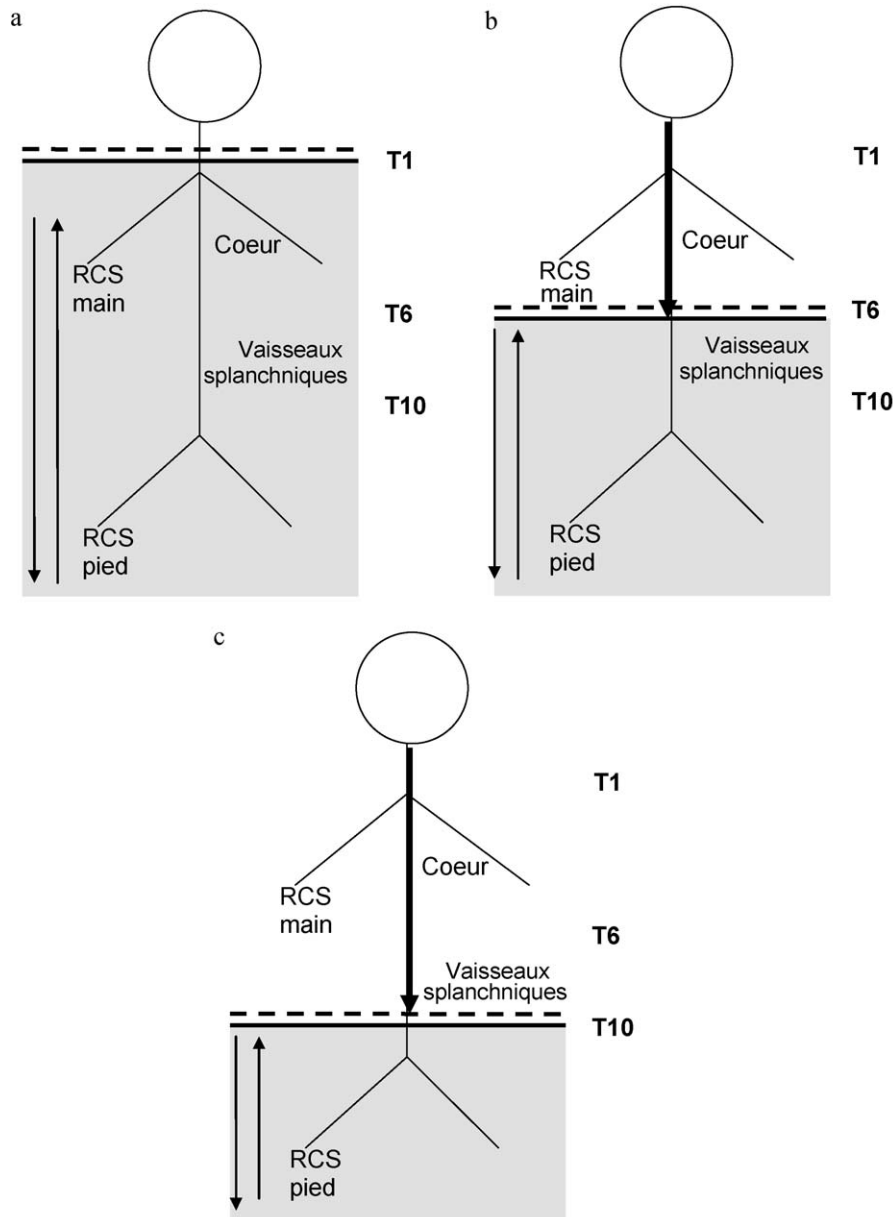 a
T1
Coeur
RCS
main
T6
Vaisseaux
splanchniques
T10
RCS
pied
b
T1
Coeur
RCS
main
T6
Vaisseaux
splanchniques
T10
RCS
pied
c
T1
Coeur
RCS
main
T6
Vaisseaux
splanchniques
T10
RCS
pied